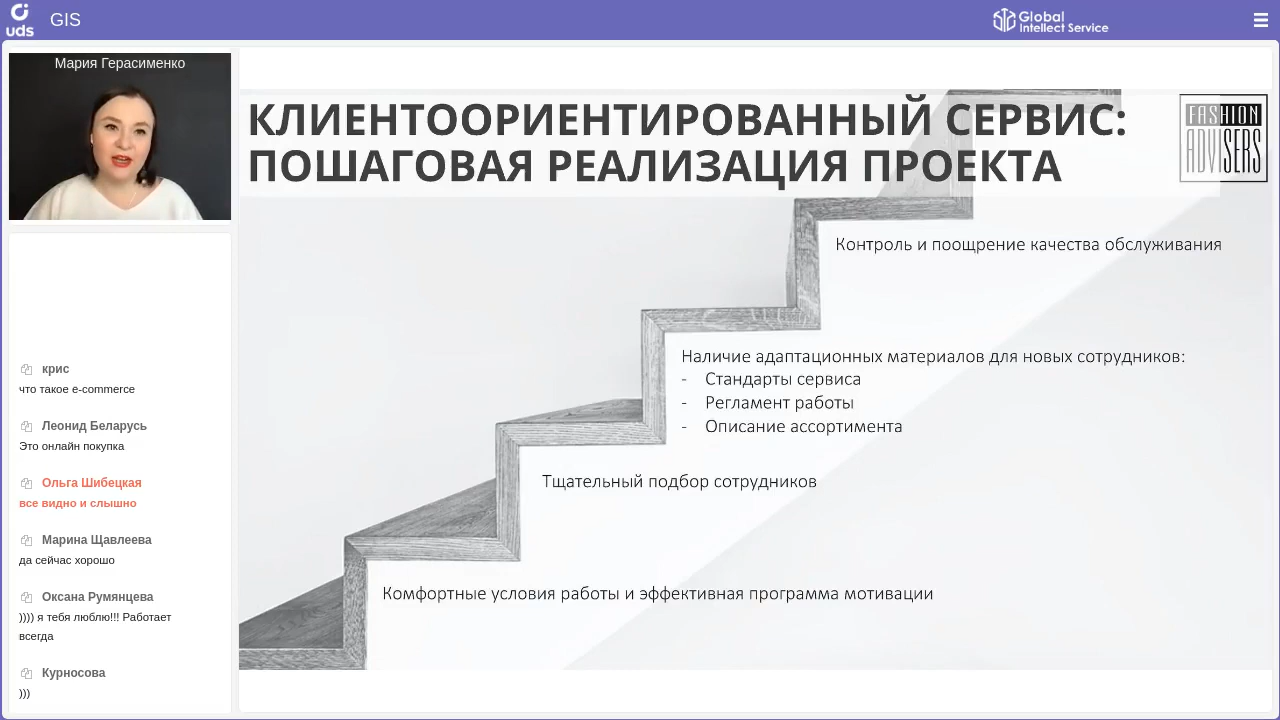 uds
GIS
Global
Intellect Service
Мария Герасименко
крис
что такое e-commerce
Леонид Беларусь
Это онлайн покупка
Ольга Шибецкая
все видно и слышно
Марина Щавлеева
да сейчас хорошо
Оксана Румянцева
)))) я тебя люблю!!! Работает
всегда
Курносова
)))
КЛИЕНТООРИЕНТИРОВАННЫЙ СЕРВИС:
ПОШАГОВАЯ РЕАЛИЗАЦИЯ ПРОЕКТА
FASHION
ADVISERS
Контроль и поощрение качества обслуживания
Наличие адаптационных материалов для новых сотрудников:
- Стандарты сервиса
- Регламент работы
- Описание ассортимента
Тщательный подбор сотрудников
Комфортные условия работы и эффективная программа мотивации